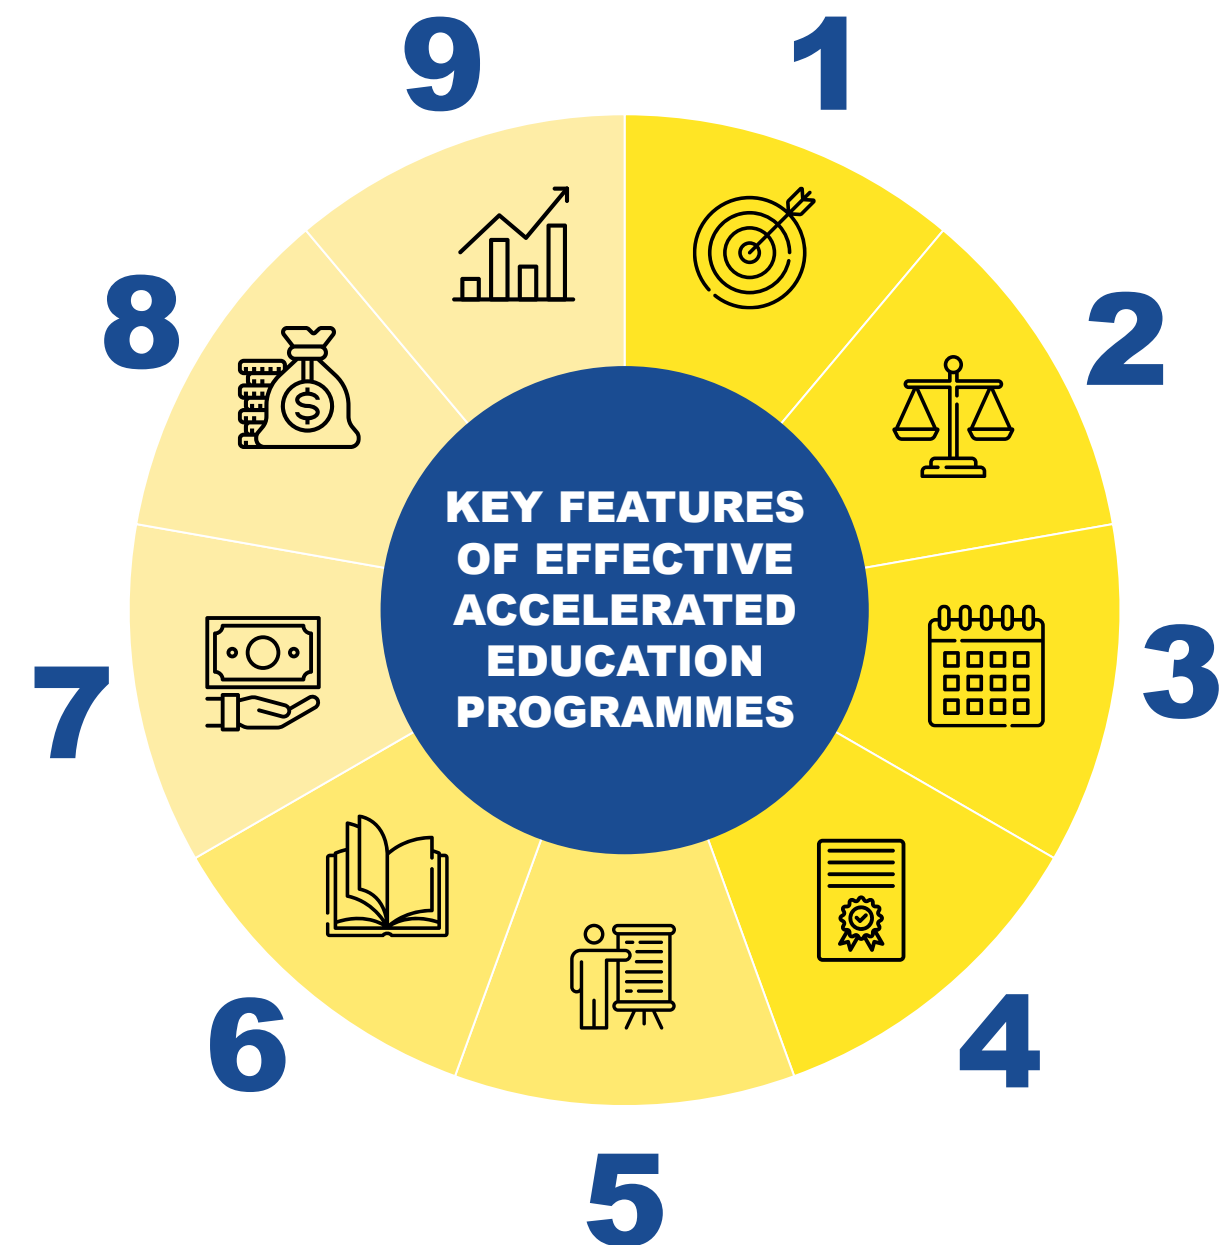 9
1
8
2
KEY FEATURES
OF EFFECTIVE
ACCELERATED
EDUCATION
PROGRAMMES
$
7
3
6
4
5